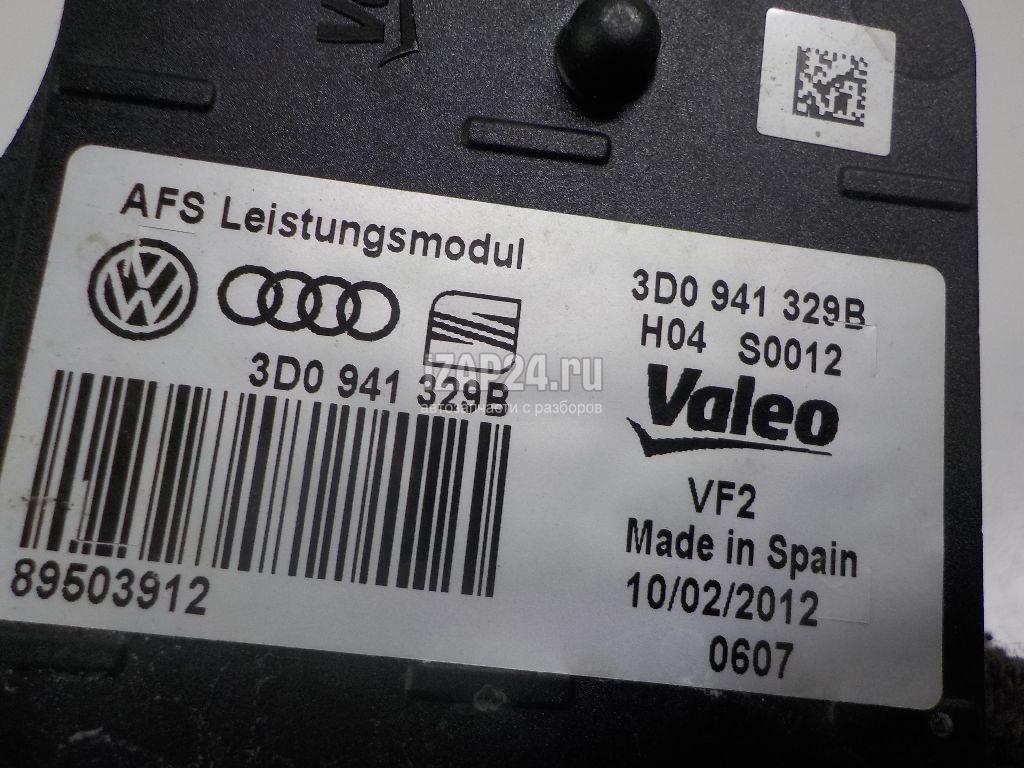 AFS Leistungsmodul
3D0 941 329B
H04 S0012
3D0 941 329B
iZAP24.ru
автозапчасти с разборов
Valeo
VF2
Made in Spain
10/02/2012
0607
89503912